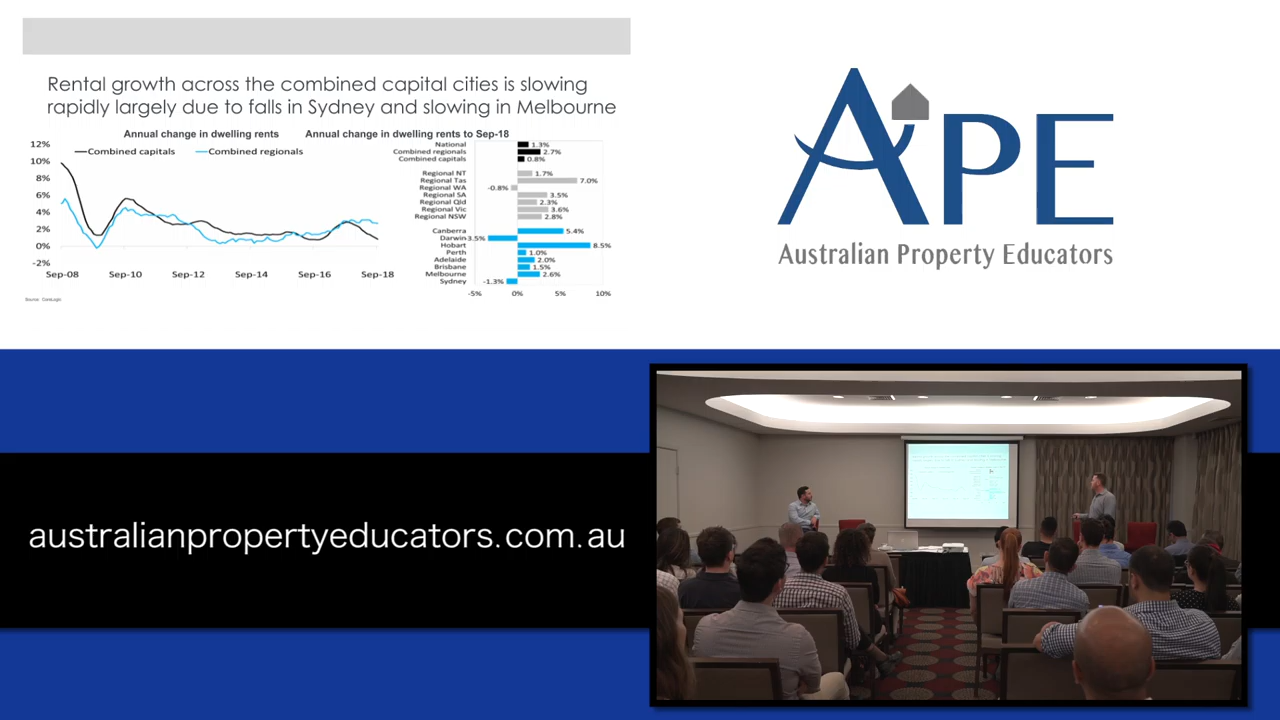 Rental growth across the combined capital cities is slowing
rapidly largely due to falls in Sydney and slowing in Melbourne
Annual change in dwelling rents
12%
Combined capitals
Combined regionals
10%
8%
6%
4%
2%
0%
-2%
Sep-08 Sep-10 Sep-12 Sep-14 Sep-16 Sep-18
Annual change in dwelling rents to Sep-18
National 1.3%
Combined regionals 2.7%
Combined capitals 0.8%
Regional NT 1.7%
Regional Tas 7.0%
Regional WA -0.8%
Regional SA 3.5%
Regional Qld 2.3%
Regional Vic 3.6%
Regional NSW 2.8%
Canberra 5.4%
Darwin-3.5%
Hobart 8.5%
Perth 1.0%
Adelaide 2.0%
Brisbane 1.5%
Melbourne 2.6%
Sydney -1.3%
-5% 0% 5% 10%
Source: CoreLogic
APE
Australian Property Educators
australianpropertyeducators.com.au